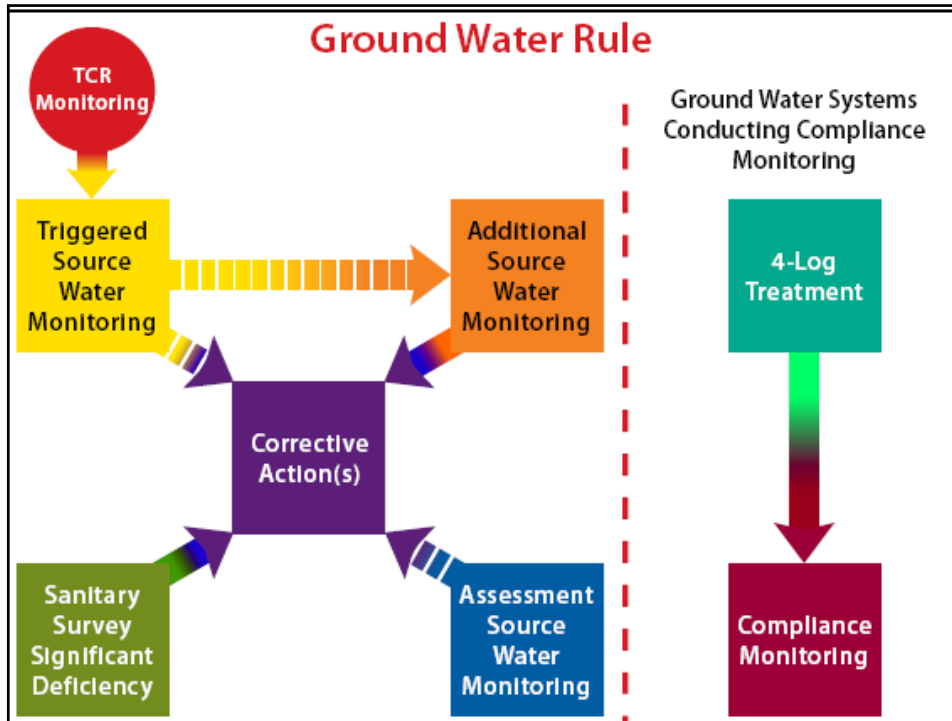 Ground Water Rule
TCR
Monitoring
Triggered
Source
Water
Monitoring
Additional
Source
Water
Monitoring
Corrective
Action(s)
Sanitary
Survey
Significant
Deficiency
Assessment
Source
Water
Monitoring
Ground Water Systems
Conducting Compliance
Monitoring
4-Log
Treatment
Compliance
Monitoring